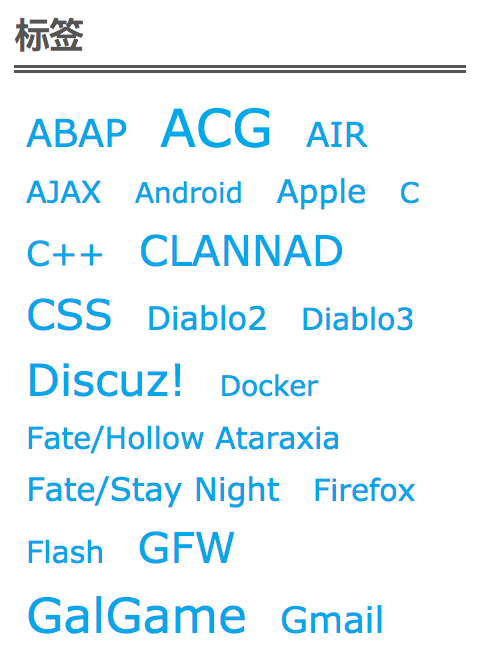 标签
ABAP ACG AIR
AJAX Android Apple C
C++ CLANNAD
CSS Diablo2 Diablo3
Discuz! Docker
Fate/Hollow Ataraxia
Fate/Stay Night Firefox
Flash GFW
GalGame Gmail